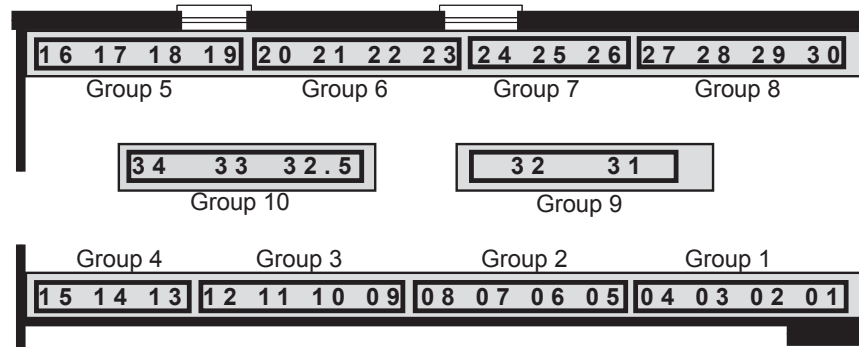 16 17 18 19 20 21 22 23 24 25 26 27 28 29 30
Group 5 Group 6 Group 7 Group 8
34 33 32.5 32 31
Group 10 Group 9
Group 4 Group 3 Group 2 Group 1
15 14 13 12 11 10 09 08 07 06 05 04 03 02 01